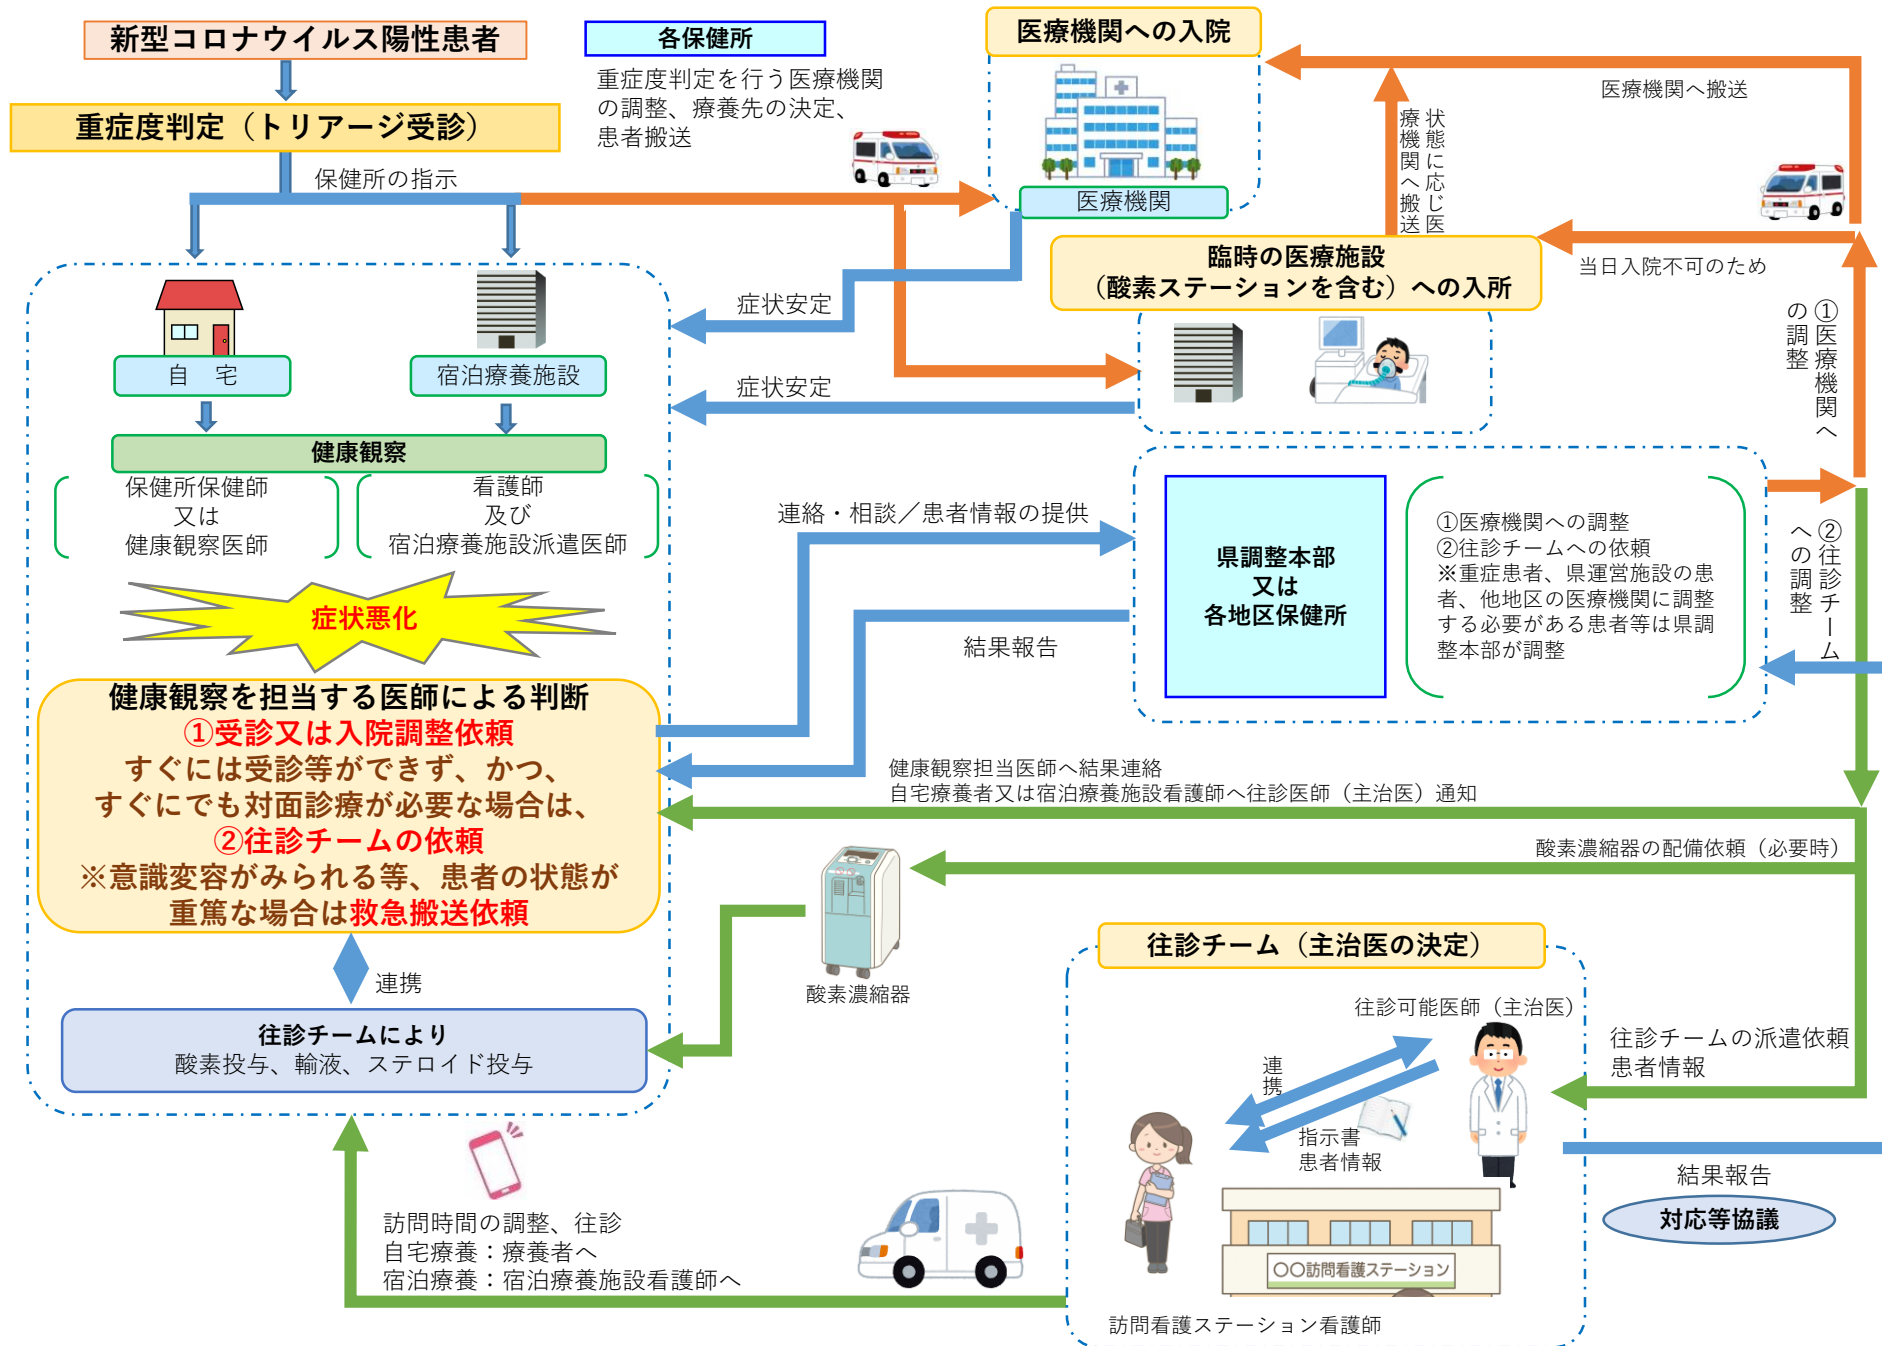 新型コロナウイルス陽性患者
重症度判定（トリアージ受診）
保健所の指示
各保健所
重症度判定を行う医療機関
の調整、療養先の決定、
患者搬送
医療機関への入院
医療機関
医療機関へ搬送
状態に応じ医
療機関へ搬送
臨時の医療施設
（酸素ステーションを含む）への入所
当日入院不可のため
①医療機関へ
の調整
症状安定
症状安定
自　宅
宿泊療養施設
健康観察
保健所保健師
又は
健康観察医師
看護師
及び
宿泊療養施設派遣医師
症状悪化
連絡・相談／患者情報の提供
結果報告
県調整本部
又は
各地区保健所
①医療機関への調整
②往診チームへの依頼
※重症患者、県運営施設の患
者、他地区の医療機関に調整
する必要がある患者等は県調
整本部が調整
②往診チーム
への調整
健康観察を担当する医師による判断
①受診又は入院調整依頼
すぐには受診等ができず、かつ、
すぐにでも対面診療が必要な場合は、
②往診チームの依頼
※意識変容がみられる等、患者の状態が
重篤な場合は救急搬送依頼
健康観察担当医師へ結果連絡
自宅療養者又は宿泊療養施設看護師へ往診医師（主治医）通知
酸素濃縮器の配備依頼（必要時）
酸素濃縮器
連携
往診チームにより
酸素投与、輸液、ステロイド投与
往診チーム（主治医の決定）
往診可能医師（主治医）
連携
指示書
患者情報
往診チームの派遣依頼
患者情報
結果報告
対応等協議
訪問時間の調整、往診
自宅療養：療養者へ
宿泊療養：宿泊療養施設看護師へ
〇〇訪問看護ステーション
訪問看護ステーション看護師